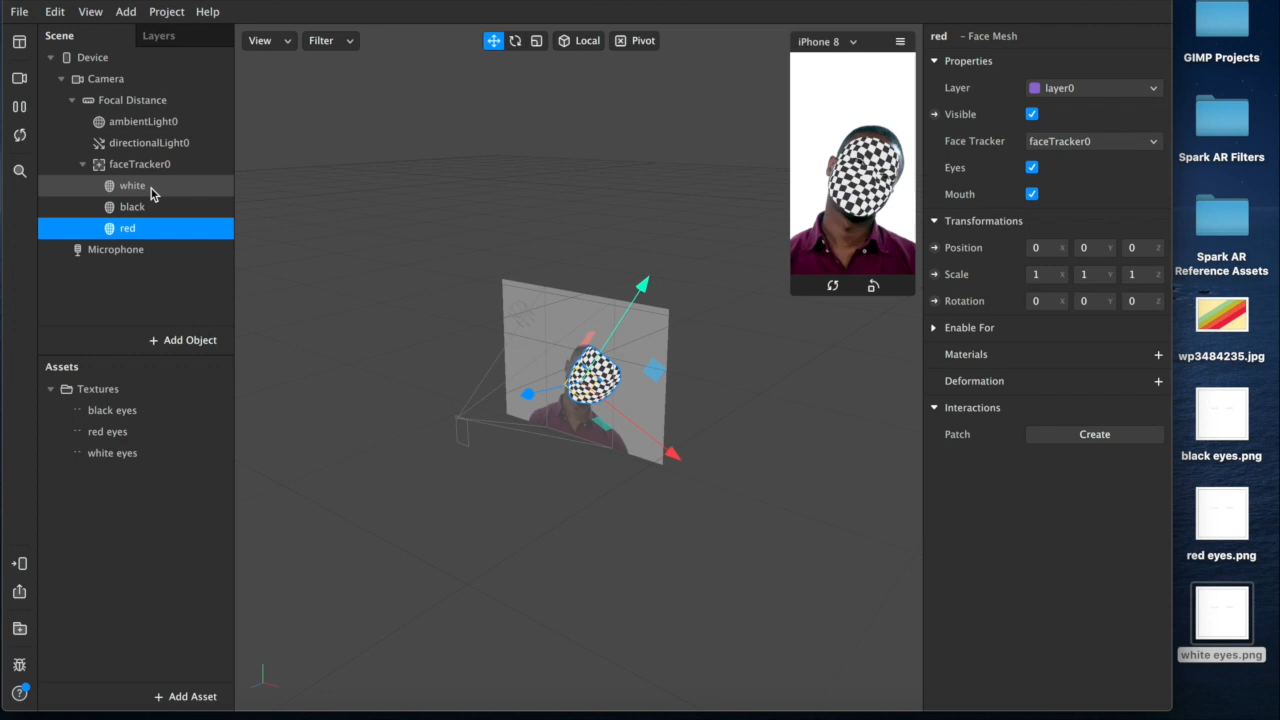 File Edit View Add Project Help
Scene Layers
Device
Camera
Focal Distance
ambientLight0
directionalLight0
faceTracker0
white
black
red
Microphone
+ Add Object
Assets
Textures
black eyes
red eyes
white eyes
+ Add Asset
View Filter Local Pivot
iPhone 8
red - Face Mesh
Properties
Layer layer0
Visible
Face Tracker faceTracker0
Eyes
Mouth
Transformations
Position 0 X 0 Y 0 Z
Scale 1 X 1 Y 1 Z
Rotation 0 X 0 Y 0 Z
Enable For
Materials +
Deformation +
Interactions
Patch Create
GIMP Projects
Spark AR Filters
Spark AR
Reference Assets
wp3484235.jpg
black eyes.png
red eyes.png
white eyes.png